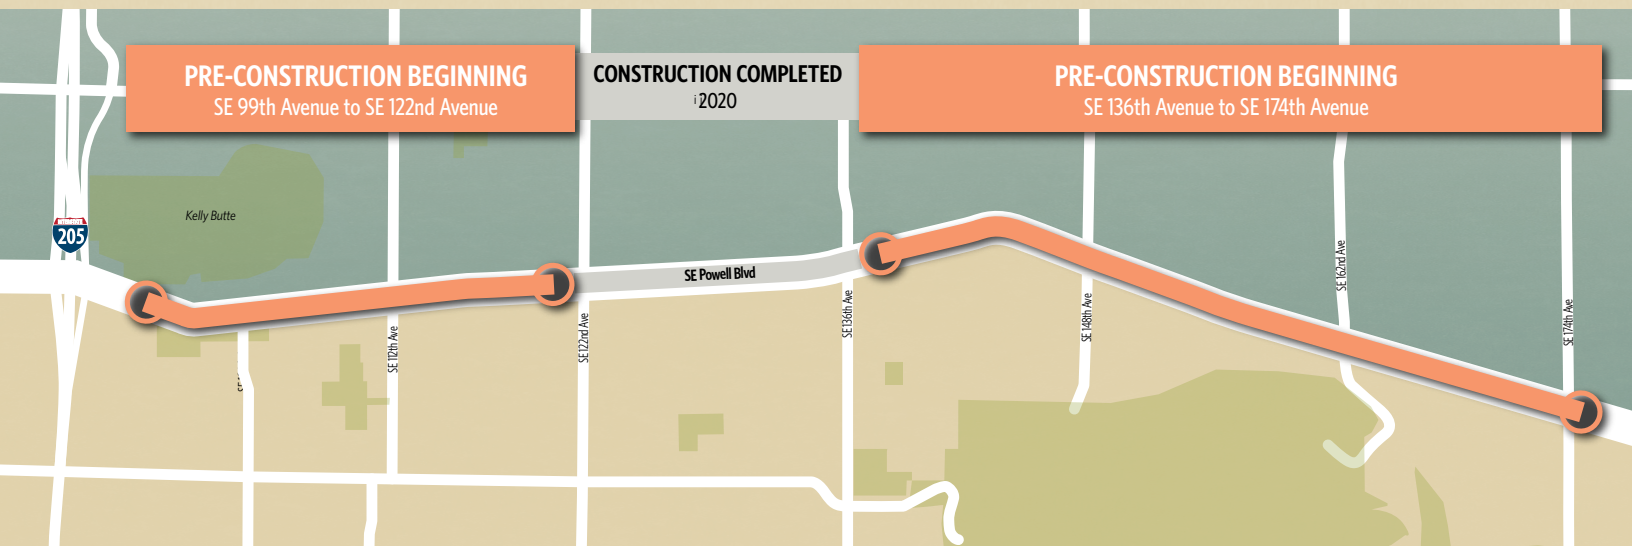 PRE-CONSTRUCTION BEGINNING
SE 99th Avenue to SE 122nd Avenue
CONSTRUCTION COMPLETED
i 2020
PRE-CONSTRUCTION BEGINNING
SE 136th Avenue to SE 174th Avenue
Kelly Butte
INTERSTATE
205
SE Powell Blvd
SE 112th Ave
SE 122nd Ave
SE 136th Ave
SE 148th Ave
SE 162nd Ave
SE 174th Ave